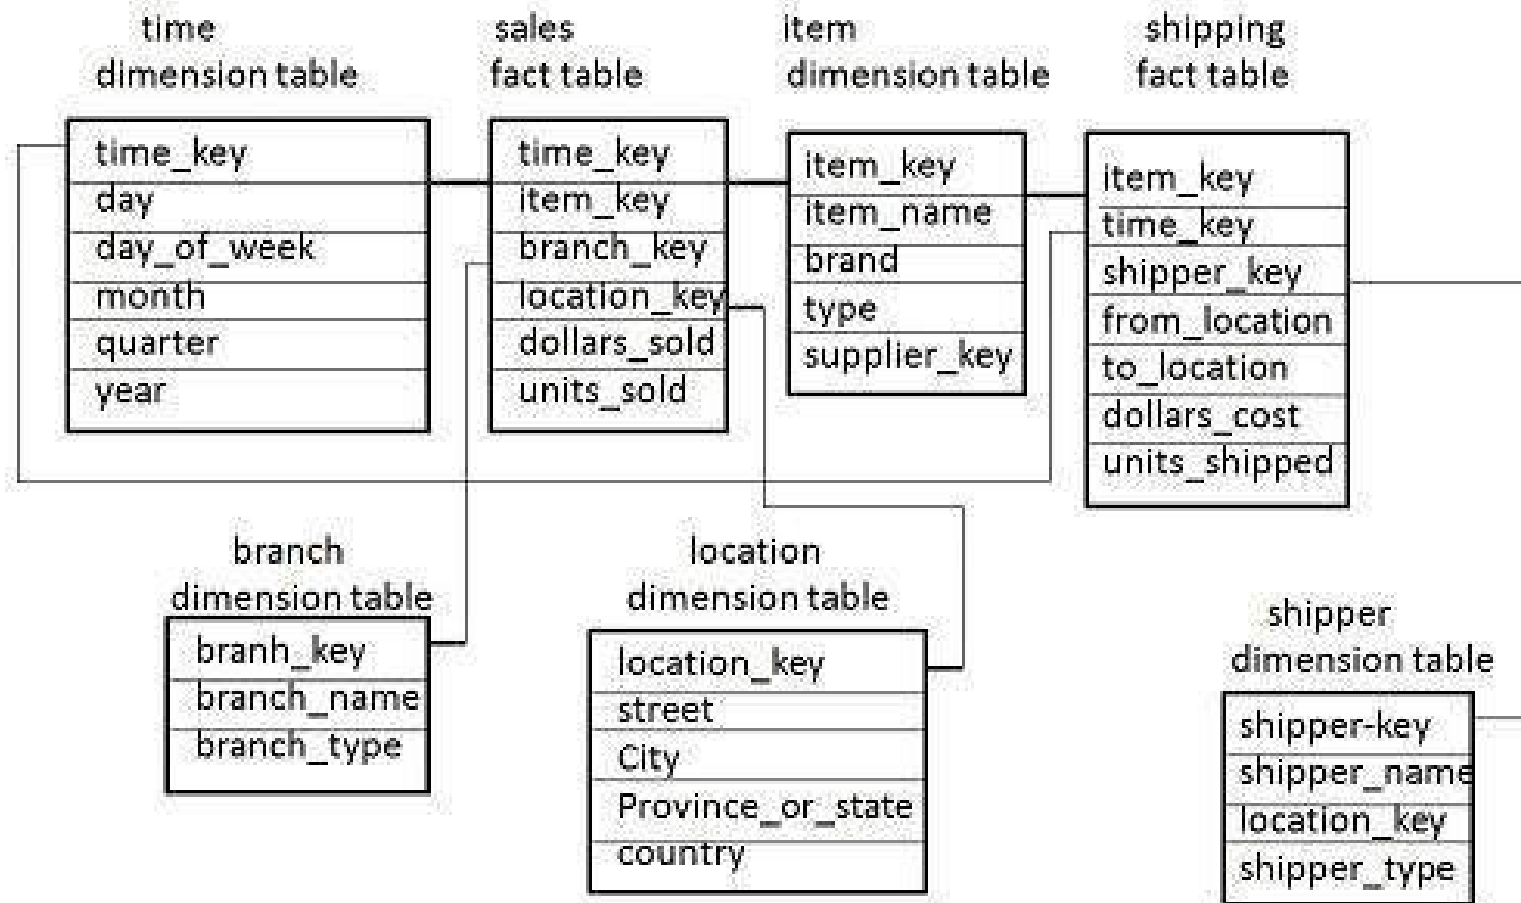 time
dimension table
time_key
day
day_of_week
month
quarter
year
sales
fact table
time_key
item_key
branch_key
location_key
dollars_sold
units_sold
item
dimension table
item_key
item_name
brand
type
supplier_key
shipping
fact table
item_key
time_key
shipper_key
from_location
to_location
dollars_cost
units_shipped
branch
dimension table
branh_key
branch_name
branch_type
location
dimension table
location_key
street
City
Province_or_state
country
shipper
dimension table
shipper-key
shipper_name
location_key
shipper_type